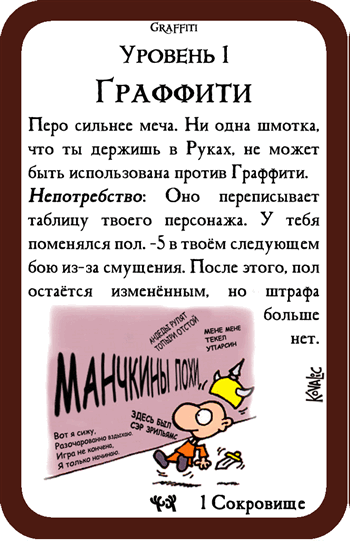 Graffiti
Уровень 1
Граффити
Перо сильнее меча. Ни одна шмотка,
что ты держишь в Руках, не может
быть использована против Граффити.
Непотребство: Оно переписывает
таблицу твоего персонажа. У тебя
поменялся пол. -5 в твоём следующем
бою из-за смущения. После этого, пол
остаётся изменённым, но штрафа
больше
нет.
АНДЕДЫ РУЛЯТ
ТОПЫРИ ОТСТОЙ
МЕНЕ МЕНЕ
ТЕКЕЛ
УПАРСИН
МАНЧКИНЫ ЛОХИ
ЗДЕСЬ БЫЛ
СЭР ЗРИЛЬЯМС
Вот я сижу,
Разочарованно вздыхаю.
Игра не кончена,
Я только начинаю.
KOVALIC
1 Сокровище